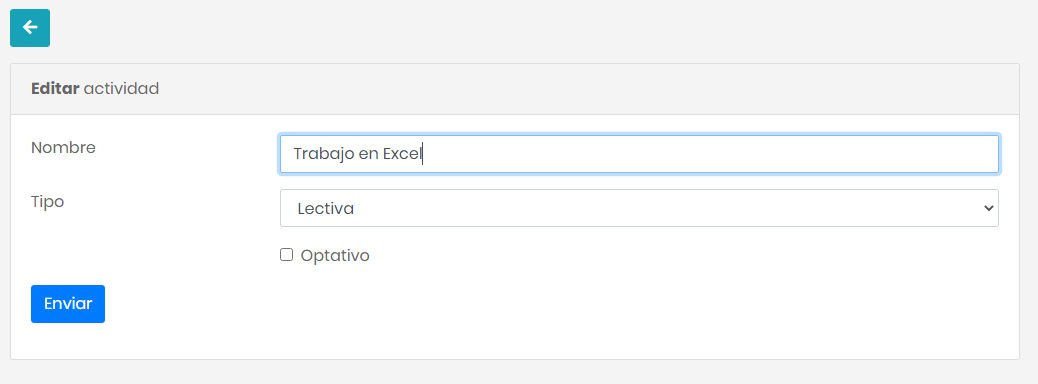 Editar actividad
Nombre
Trabajo en Excel
Tipo
Lectiva
Optativo
Enviar